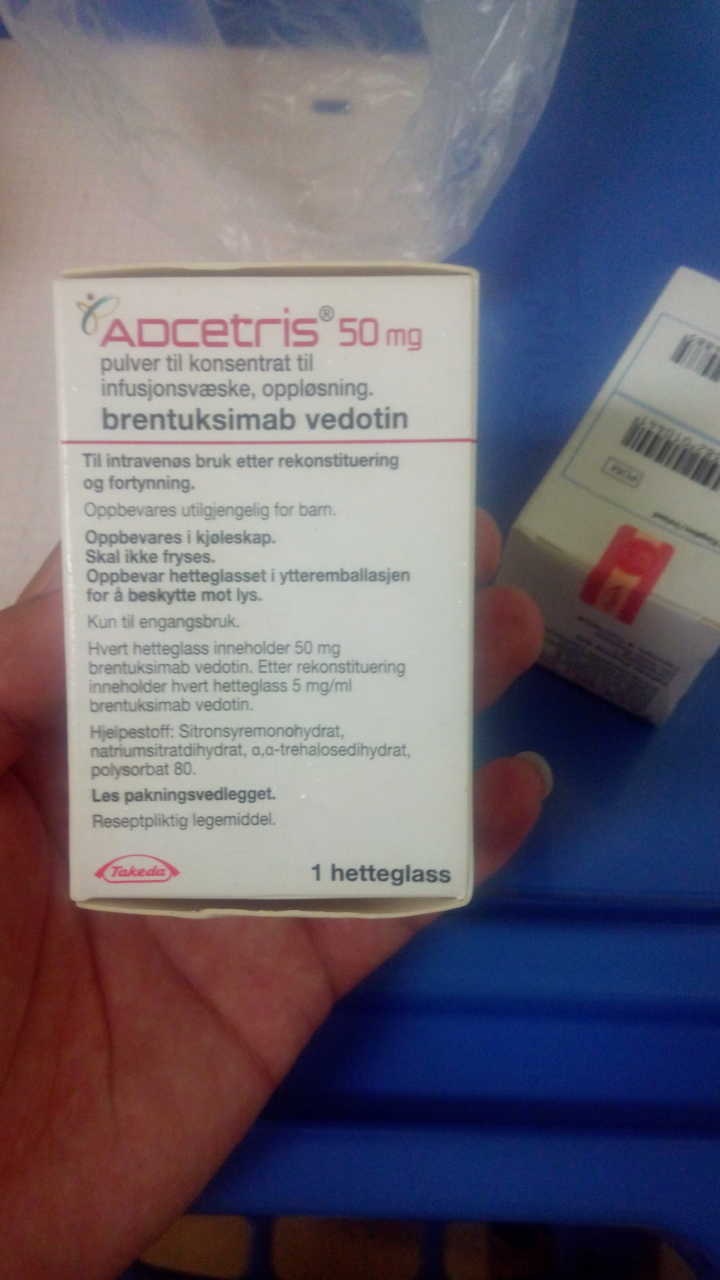 ADCETRIS® 50 mg
pulver til konsentrat til
infusjonsvæske, oppløsning.
brentuksimab vedotin
Til intravenøs bruk etter rekonstituering
og fortynning.
Oppbevares utilgjengelig for barn.
Oppbevares i kjøleskap.
Skal ikke fryses.
Oppbevar hetteglasset i ytteremballasjen
for å beskytte mot lys.
Kun til engangsbruk.
Hvert hetteglass inneholder 50 mg
brentuksimab vedotin. Etter rekonstituering
inneholder hvert hetteglass 5 mg/ml
brentuksimab vedotin.
Hjelpestoff: Sitronsyremonohydrat,
natriumsitratdihydrat, α,α-trehalosedihydrat,
polysorbat 80.
Les pakningsvedlegget.
Reseptpliktig legemiddel.
Takeda
1 hetteglass